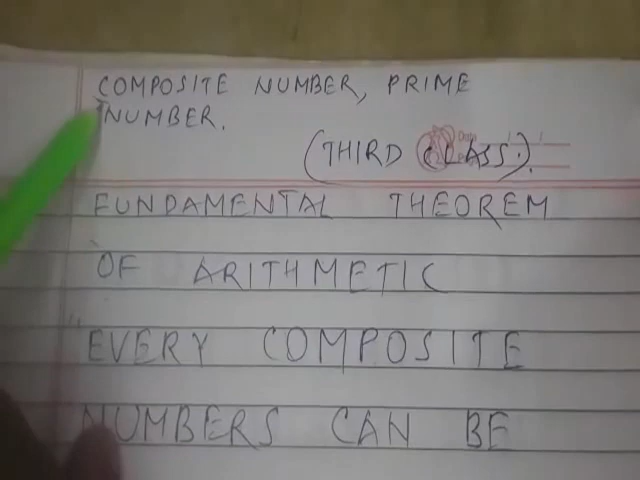 COMPOSITE NUMBER, PRIME
NUMBER.
(THIRD CLASS).
FUNDAMENTAL THEOREM
OF ARITHMETIC
"EVERY COMPOSITE
NUMBERS CAN BE